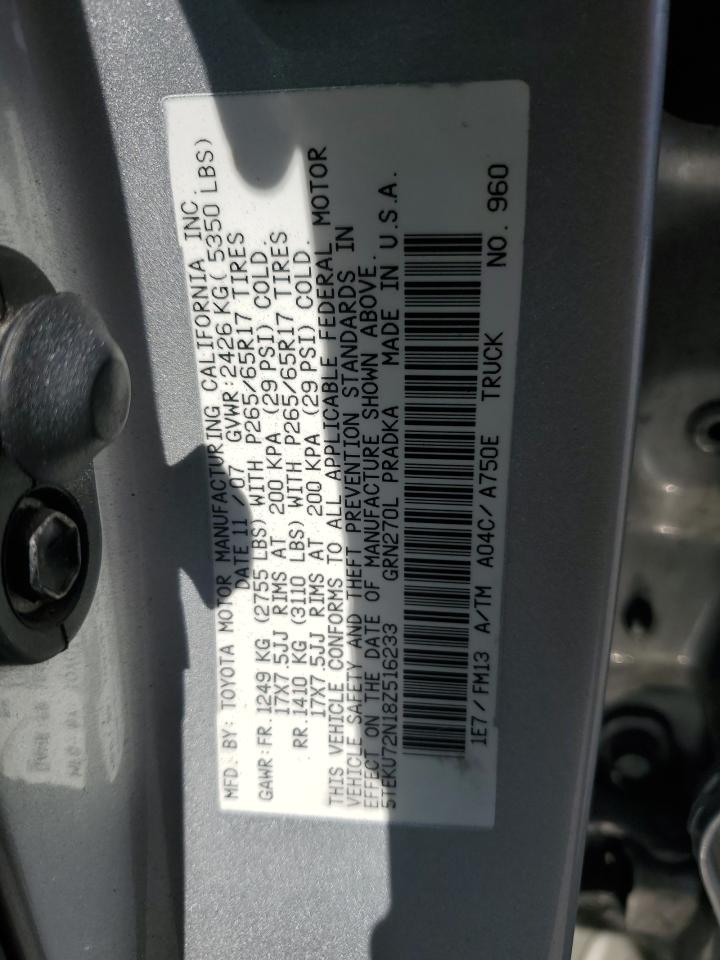 MFD. BY: TOYOTA MOTOR MANUFACTURING CALIFORNIA INC.
DATE 11/07 GVWR:2426 KG( 5350 LBS)
GAWR:FR.1249 KG (2755 LBS) WITH P265/65R17 TIRES
17X7.5JJ RIMS AT 200 KPA (29 PSI) COLD.
RR.1410 KG (3110 LBS) WITH P265/65R17 TIRES
17X7.5JJ RIMS AT 200 KPA (29 PSI) COLD.
THIS VEHICLE CONFORMS TO ALL APPLICABLE FEDERAL MOTOR
VEHICLE SAFETY AND THEFT PREVENTION STANDARDS IN
EFFECT ON THE DATE OF MANUFACTURE SHOWN ABOVE.
5TEKU72N18Z516233 GRN270L PRADKA MADE IN U.S.A.
1E7/FM13 A/TM A04C/A750E TRUCK NO. 960